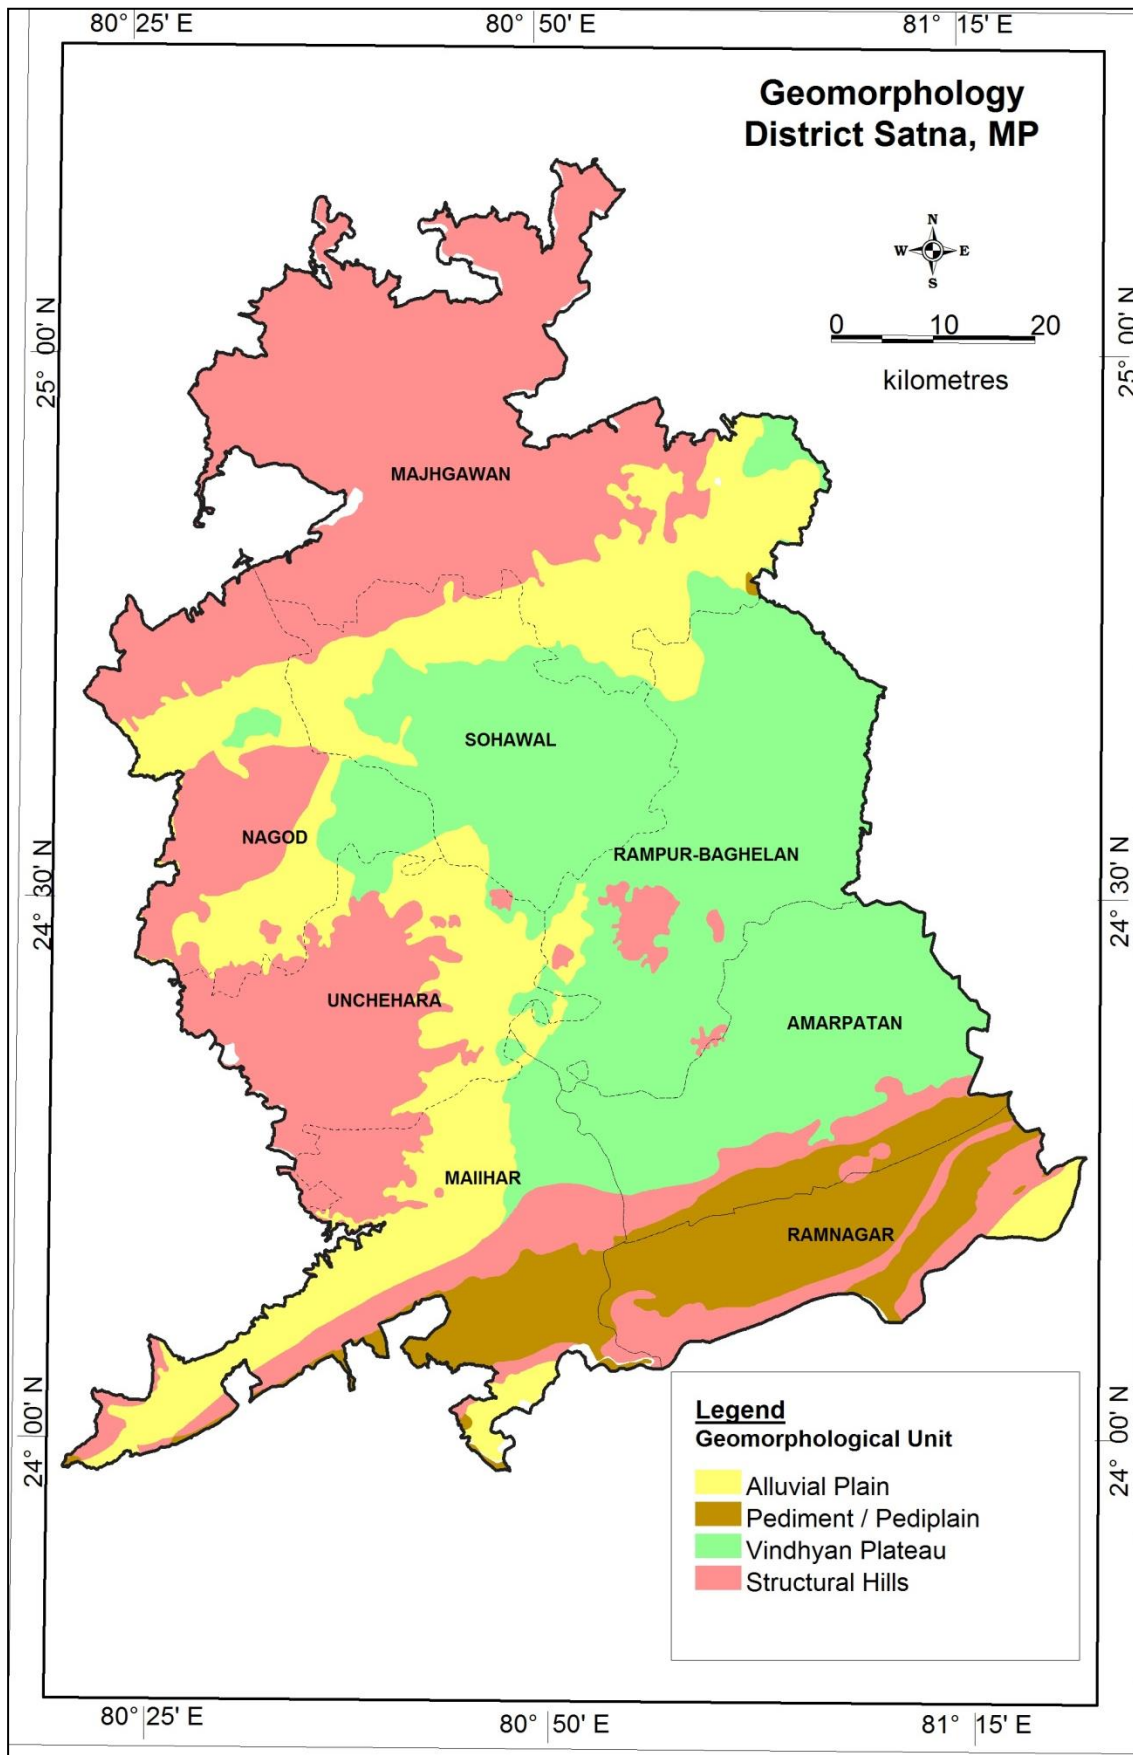 80° 25' E
80° 50' E
81° 15' E
Geomorphology
District Satna, MP
N
W E
S
0 10 20
kilometres
25° 00' N
25° 00' N
MAJHGAWAN
SOHAWAL
NAGOD
RAMPUR-BAGHELAN
24° 30' N
24° 30' N
UNCHEHARA
AMARPATAN
MAIIHAR
RAMNAGAR
24° 00' N
24° 00' N
Legend
Geomorphological Unit
Alluvial Plain
Pediment / Pediplain
Vindhyan Plateau
Structural Hills
80° 25' E
80° 50' E
81° 15' E